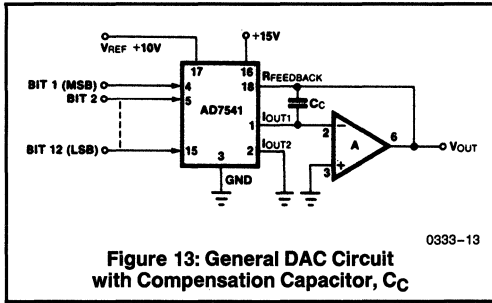 VREF +10V
+15V
17
16
BIT 1 (MSB)
4
18
RFEEDBACK
BIT 2
5
CC
AD7541
1
IOUT1
2
−
6
VOUT
A
BIT 12 (LSB)
15
3
2
IOUT2
3
+
GND
0333–13
Figure 13: General DAC Circuit
with Compensation Capacitor, CC